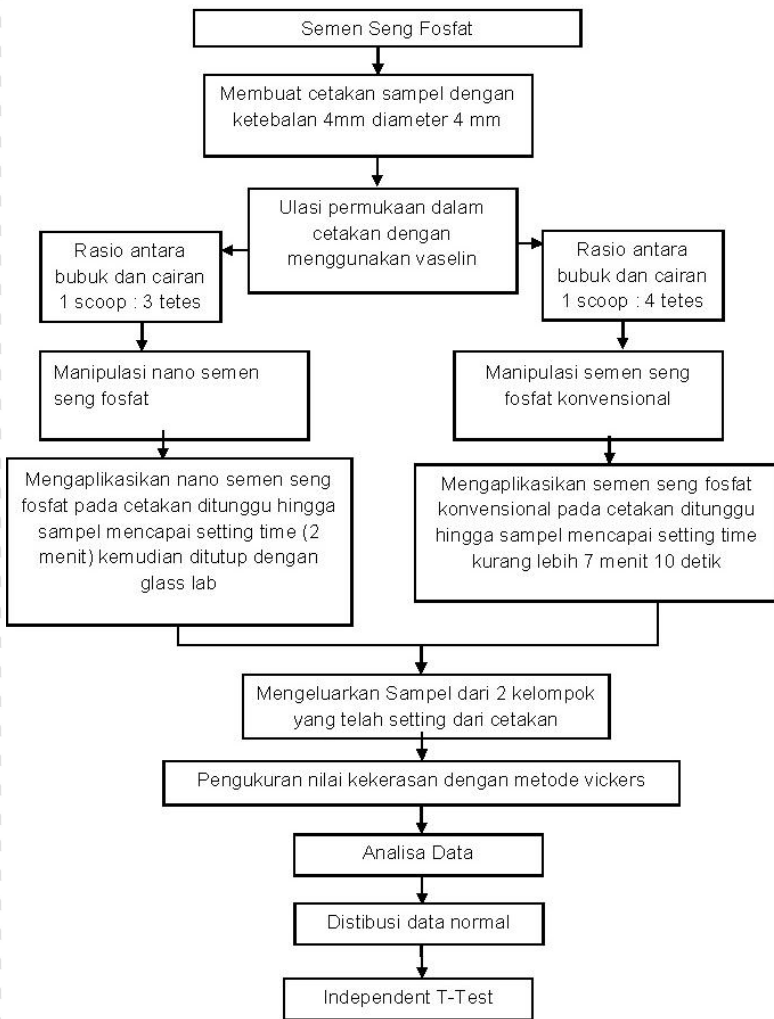 Semen Seng Fosfat
Membuat cetakan sampel dengan
ketebalan 4mm diameter 4 mm
Ulasi permukaan dalam
cetakan dengan
menggunakan vaselin
Rasio antara
bubuk dan cairan
1 scoop : 3 tetes
Rasio antara
bubuk dan cairan
1 scoop : 4 tetes
Manipulasi nano semen
seng fosfat
Manipulasi semen seng
fosfat konvensional
Mengaplikasikan nano semen seng
fosfat pada cetakan ditunggu hingga
sampel mencapai setting time (2
menit) kemudian ditutup dengan
glass lab
Mengaplikasikan semen seng fosfat
konvensional pada cetakan ditunggu
hingga sampel mencapai setting time
kurang lebih 7 menit 10 detik
Mengeluarkan Sampel dari 2 kelompok
yang telah setting dari cetakan
Pengukuran nilai kekerasan dengan metode vickers
Analisa Data
Distibusi data normal
Independent T-Test